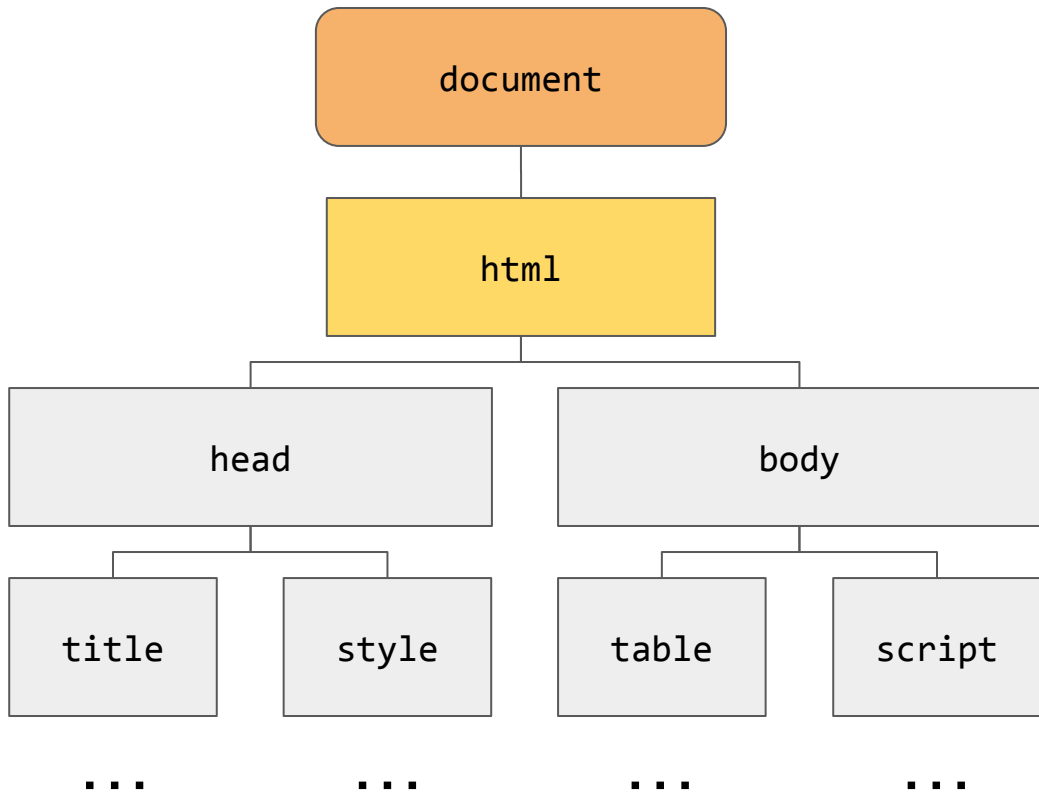 document
html
head body
title style table script
... ... ... ...